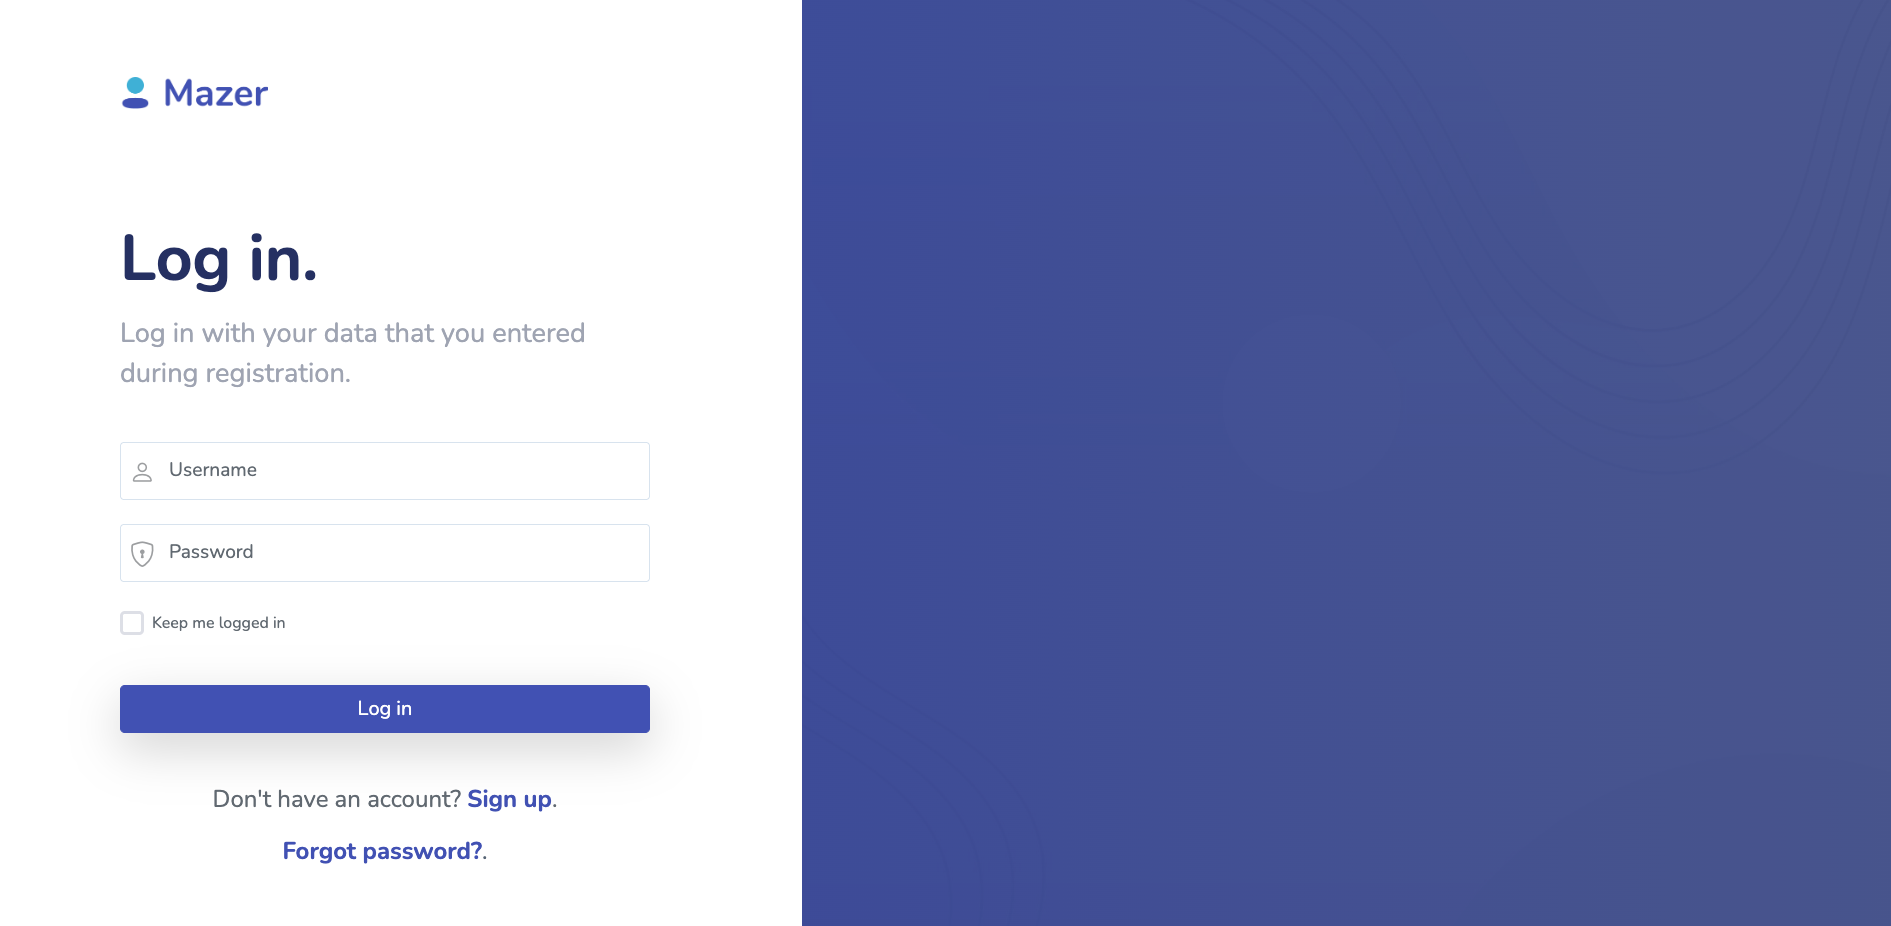 Mazer
Log in.
Log in with your data that you entered
during registration.
Username
Password
Keep me logged in
Log in
Don't have an account? Sign up.
Forgot password?.